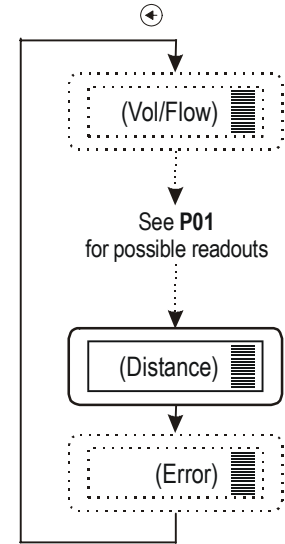 (Vol/Flow)
See P01
for possible readouts
(Distance)
(Error)